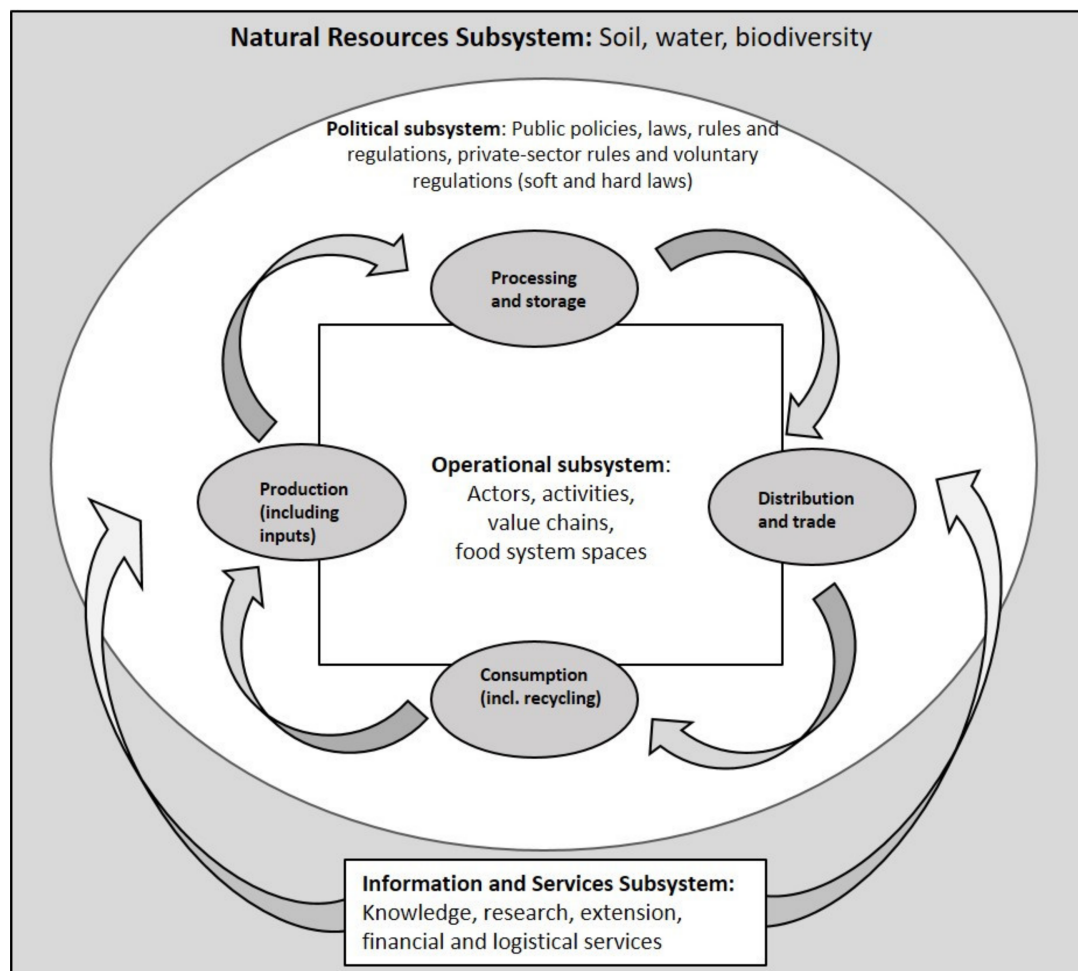 Natural Resources Subsystem: Soil, water, biodiversity
Political subsystem: Public policies, laws, rules and
regulations, private-sector rules and voluntary
regulations (soft and hard laws)
Processing
and storage
Production
(including
inputs)
Operational subsystem:
Actors, activities,
value chains,
food system spaces
Distribution
and trade
Consumption
(incl. recycling)
Information and Services Subsystem:
Knowledge, research, extension,
financial and logistical services